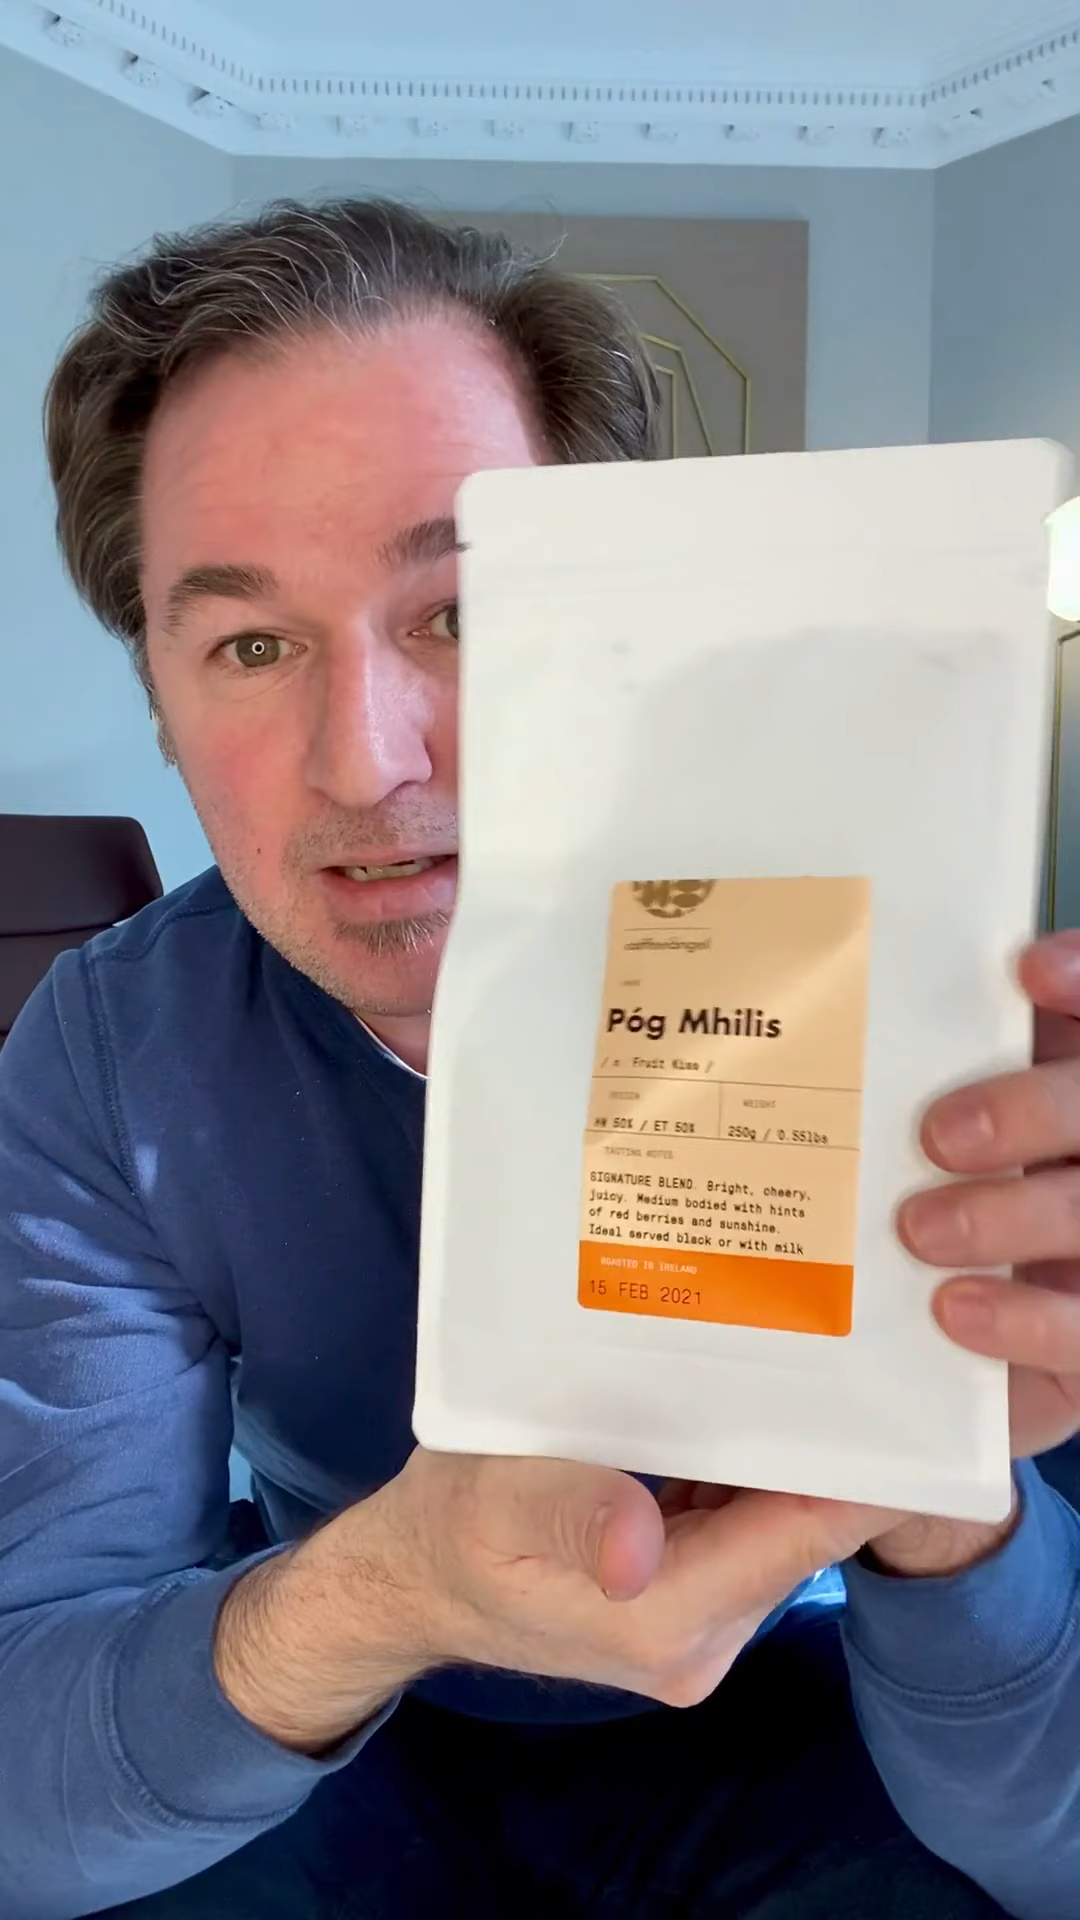 coffeeangel
Póg Mhilis
Fruit Kiss /
ORIGIN
WEIGHT
HN 50% / ET 50%
250g / 0.55lbs
TASTING NOTES
SIGNATURE BLEND. Bright, cheery,
juicy. Medium bodied with hints
of red berries and sunshine.
Ideal served black or with milk
ROASTED IN IRELAND
15 FEB 2021